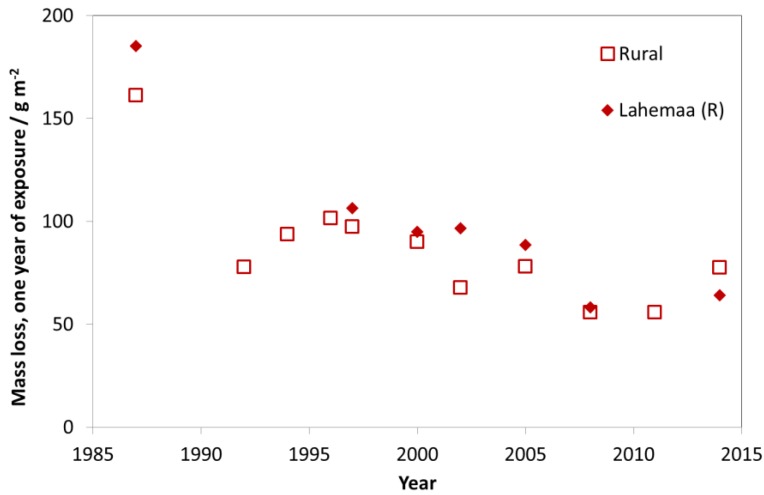 200
150
100
50
0
Mass loss, one year of exposure / g m⁻²
Rural
Lahemaa (R)
1985 1990 1995 2000 2005 2010 2015
Year